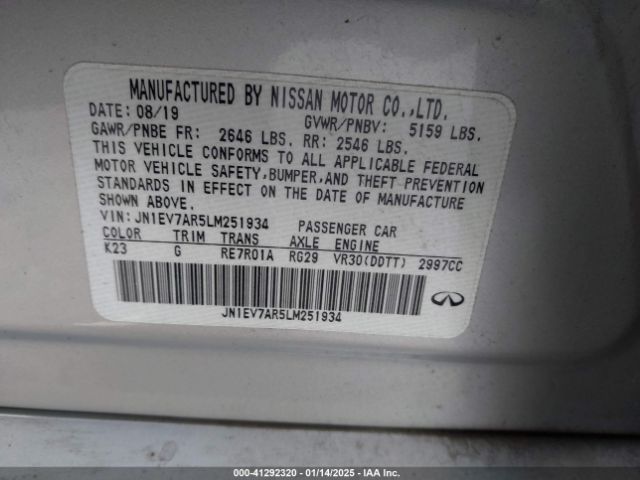 MANUFACTURED BY NISSAN MOTOR CO.,LTD.
DATE: 08/19 GVWR/PNBV: 5159 LBS.
GAWR/PNBE FR: 2646 LBS. RR: 2546 LBS.
THIS VEHICLE CONFORMS TO ALL APPLICABLE FEDERAL
MOTOR VEHICLE SAFETY,BUMPER,AND THEFT PREVENTION
STANDARDS IN EFFECT ON THE DATE OF MANUFACTURE
SHOWN ABOVE.
VIN: JN1EV7AR5LM251934 PASSENGER CAR
COLOR TRIM TRANS AXLE ENGINE
K23 G RE7R01A RG29 VR30(DDTT) 2997CC
JN1EV7AR5LM251934
000-41292320 - 01/14/2025 - IAA Inc.